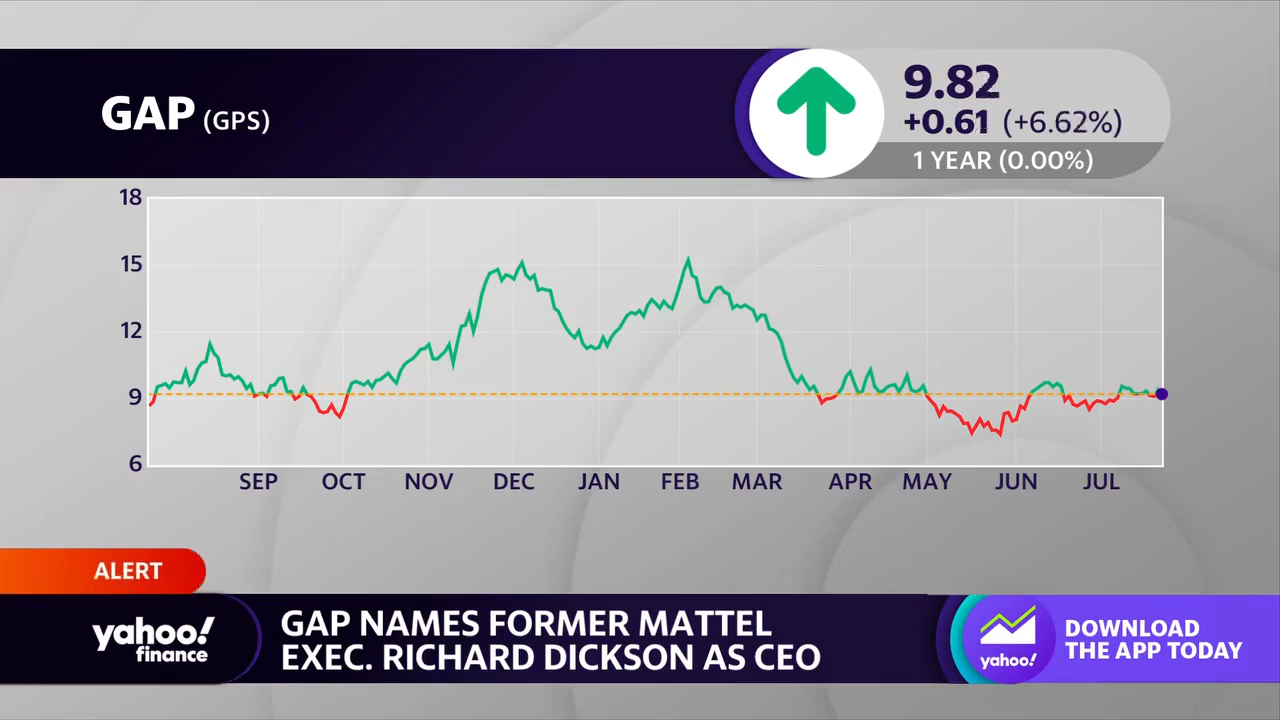 GAP (GPS)
9.82
+0.61 (+6.62%)
1 YEAR (0.00%)
18
15
12
9
6
SEP OCT NOV DEC JAN FEB MAR APR MAY JUN JUL
ALERT
yahoo!
finance
GAP NAMES FORMER MATTEL
EXEC. RICHARD DICKSON AS CEO
yahoo!
DOWNLOAD
THE APP TODAY